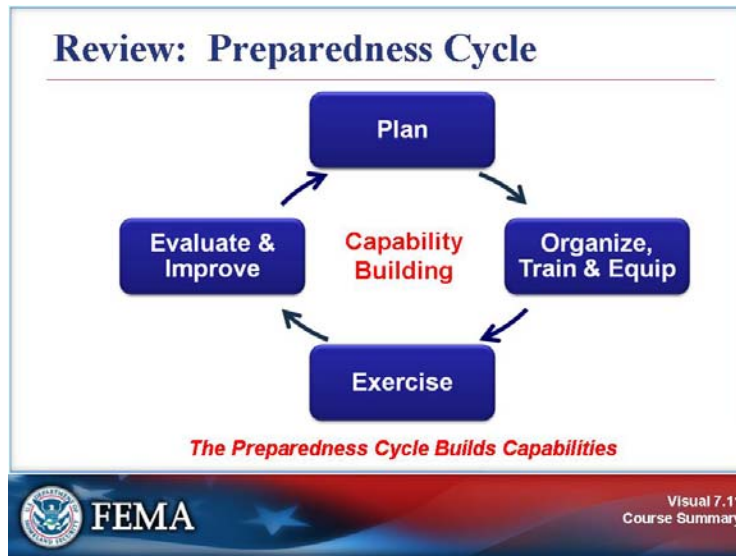 Review: Preparedness Cycle
Plan
Evaluate &
Improve
Capability
Building
Organize,
Train & Equip
Exercise
The Preparedness Cycle Builds Capabilities
FEMA
Visual 7.11
Course Summary